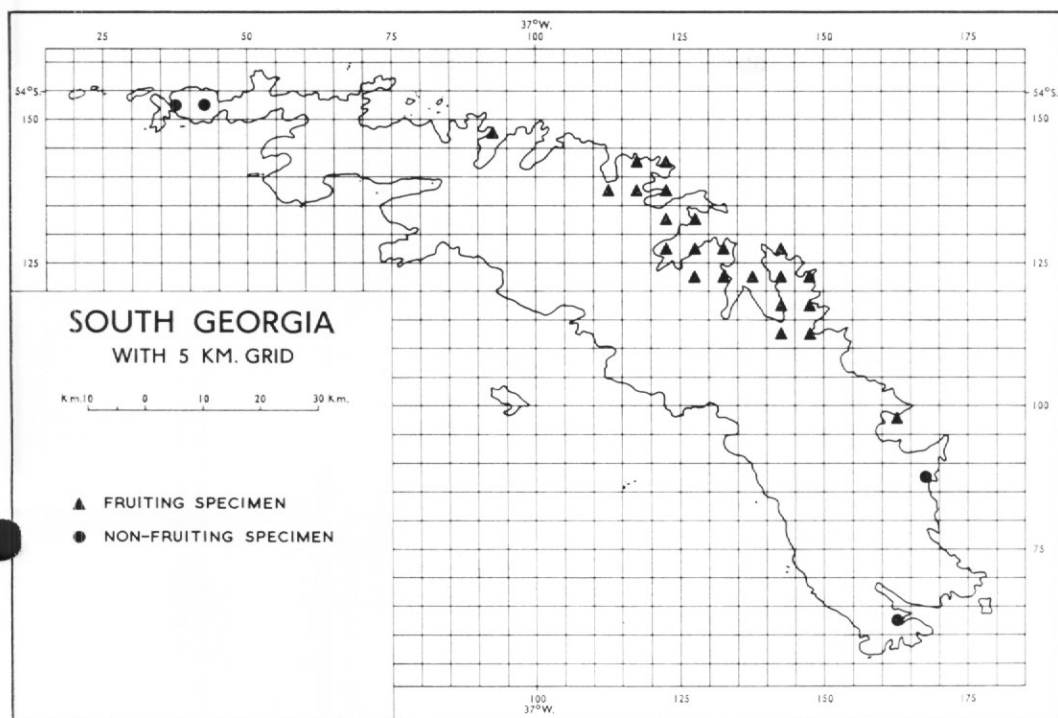 37°W.
25 50 75 100 125 150 175
54°S. 54°S.
150 150
125 125
SOUTH GEORGIA
WITH 5 KM. GRID
Km.10 0 10 20 30 Km.
100
▲ FRUITING SPECIMEN
● NON-FRUITING SPECIMEN
75
100 125 150 175
37°W.